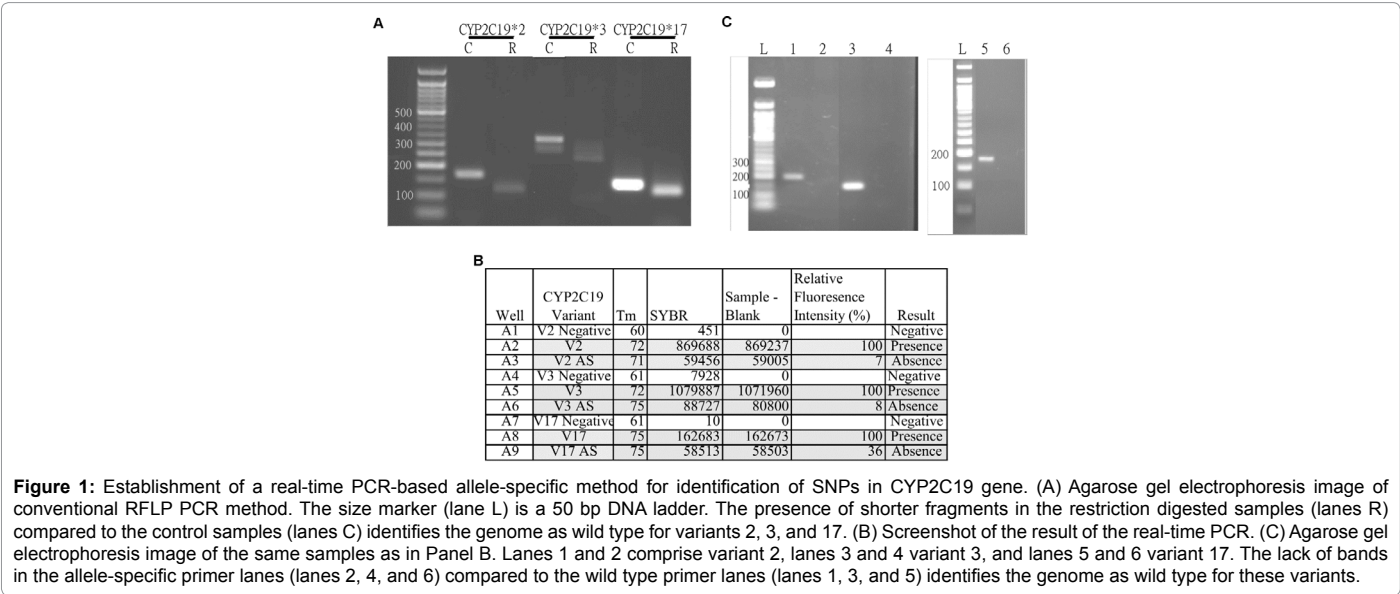 A
CYP2C19*2 CYP2C19*3 CYP2C19*17
C R C R C R
500
400
300
200
100
C
L 1 2 3 4
300
200
100
L 5 6
200
100
B
Well CYP2C19 Variant Tm SYBR Sample - Blank Relative Fluoresence Intensity (%) Result
A1 V2 Negative 60 451 0 Negative
A2 V2 72 869688 869237 100 Presence
A3 V2 AS 71 59456 59005 7 Absence
A4 V3 Negative 61 7928 0 Negative
A5 V3 72 1079887 1071960 100 Presence
A6 V3 AS 75 88727 80800 8 Absence
A7 V17 Negative 61 10 0 Negative
A8 V17 75 162683 162673 100 Presence
A9 V17 AS 75 58513 58503 36 Absence
Figure 1: Establishment of a real-time PCR-based allele-specific method for identification of SNPs in CYP2C19 gene. (A) Agarose gel electrophoresis image of
conventional RFLP PCR method. The size marker (lane L) is a 50 bp DNA ladder. The presence of shorter fragments in the restriction digested samples (lanes R)
compared to the control samples (lanes C) identifies the genome as wild type for variants 2, 3, and 17. (B) Screenshot of the result of the real-time PCR. (C) Agarose gel
electrophoresis image of the same samples as in Panel B. Lanes 1 and 2 comprise variant 2, lanes 3 and 4 variant 3, and lanes 5 and 6 variant 17. The lack of bands
in the allele-specific primer lanes (lanes 2, 4, and 6) compared to the wild type primer lanes (lanes 1, 3, and 5) identifies the genome as wild type for these variants.